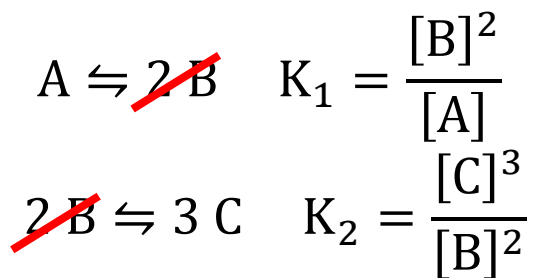 A ⇋ 2 B K₁ = [B]² / [A]
2 B ⇋ 3 C K₂ = [C]³ / [B]²